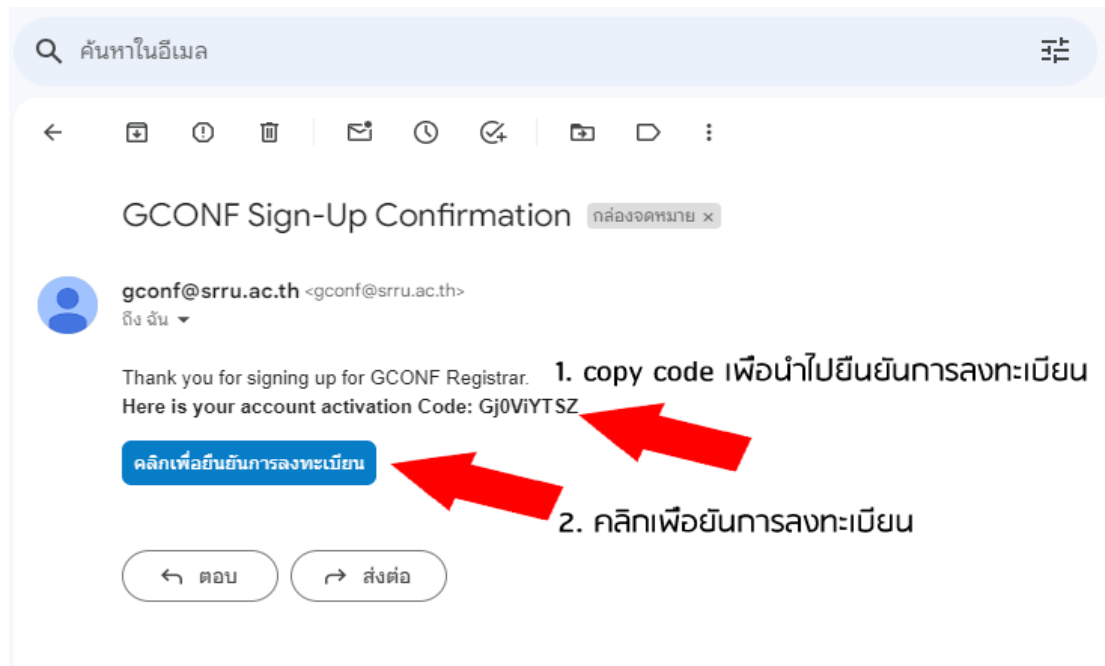 ค้นหาในอีเมล
GCONF Sign-Up Confirmation กล่องจดหมาย ×
gconf@srru.ac.th <gconf@srru.ac.th>
ถึง ฉัน
Thank you for signing up for GCONF Registrar.
1. copy code เพื่อนำไปยืนยันการลงทะเบียน
Here is your account activation Code: Gj0ViYTSZ
คลิกเพื่อยืนยันการลงทะเบียน
2. คลิกเพื่อยันการลงทะเบียน
ตอบ
ส่งต่อ